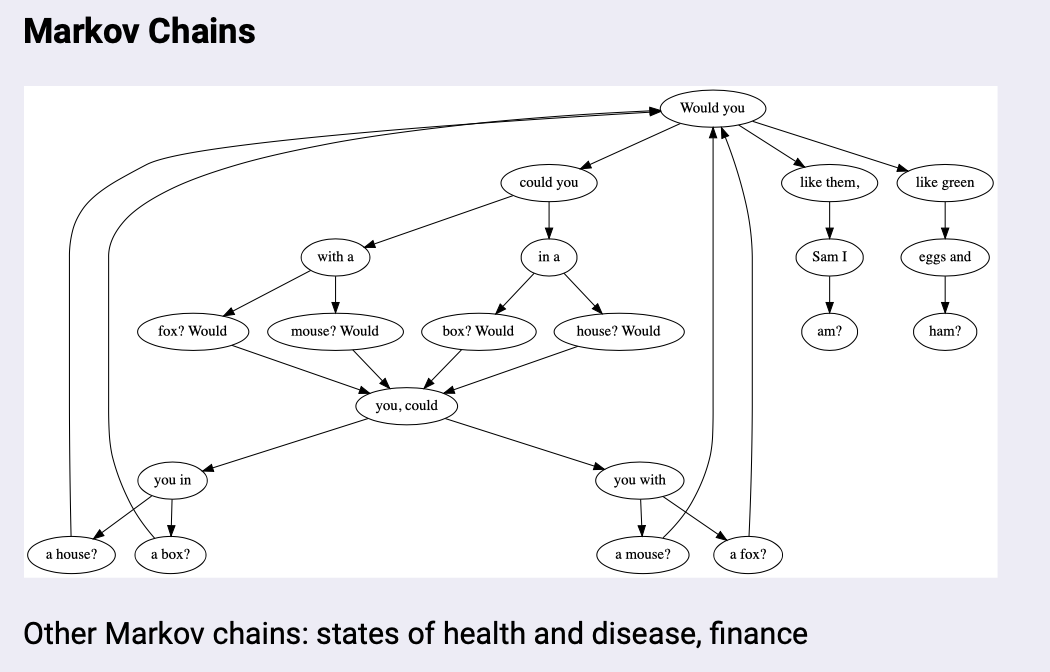 Markov Chains
Would you
could you
like them,
like green
with a
in a
Sam I
eggs and
fox? Would
mouse? Would
box? Would
house? Would
am?
ham?
you, could
you in
you with
a house?
a box?
a mouse?
a fox?
Other Markov chains: states of health and disease, finance